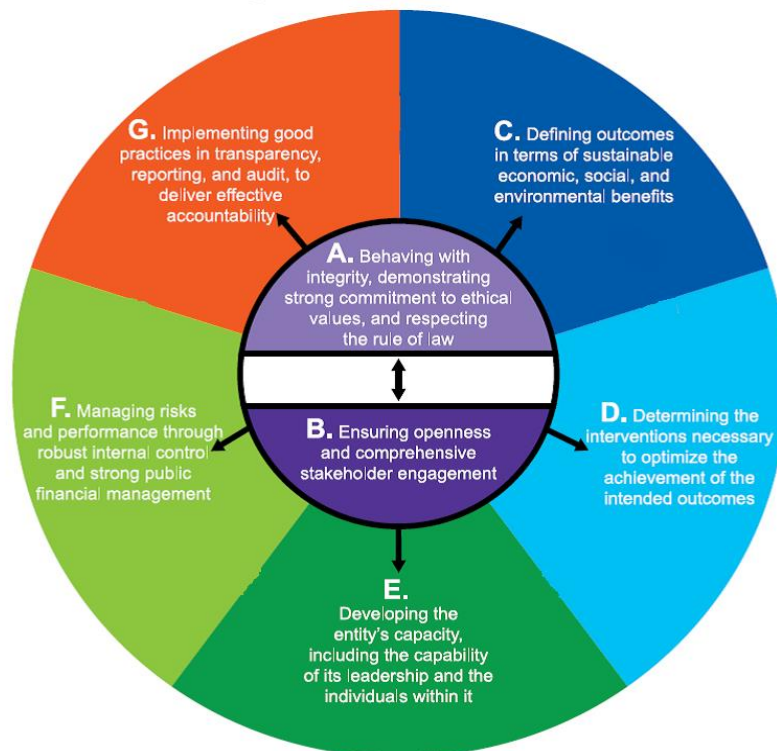 A. Behaving with
integrity, demonstrating
strong commitment to ethical
values, and respecting
the rule of law
B. Ensuring openness
and comprehensive
stakeholder engagement
C. Defining outcomes
in terms of sustainable
economic, social, and
environmental benefits
D. Determining the
interventions necessary
to optimize the
achievement of the
intended outcomes
E.
Developing the
entity’s capacity,
including the capability
of its leadership and the
individuals within it
F. Managing risks
and performance through
robust internal control
and strong public
financial management
G. Implementing good
practices in transparency,
reporting, and audit, to
deliver effective
accountability